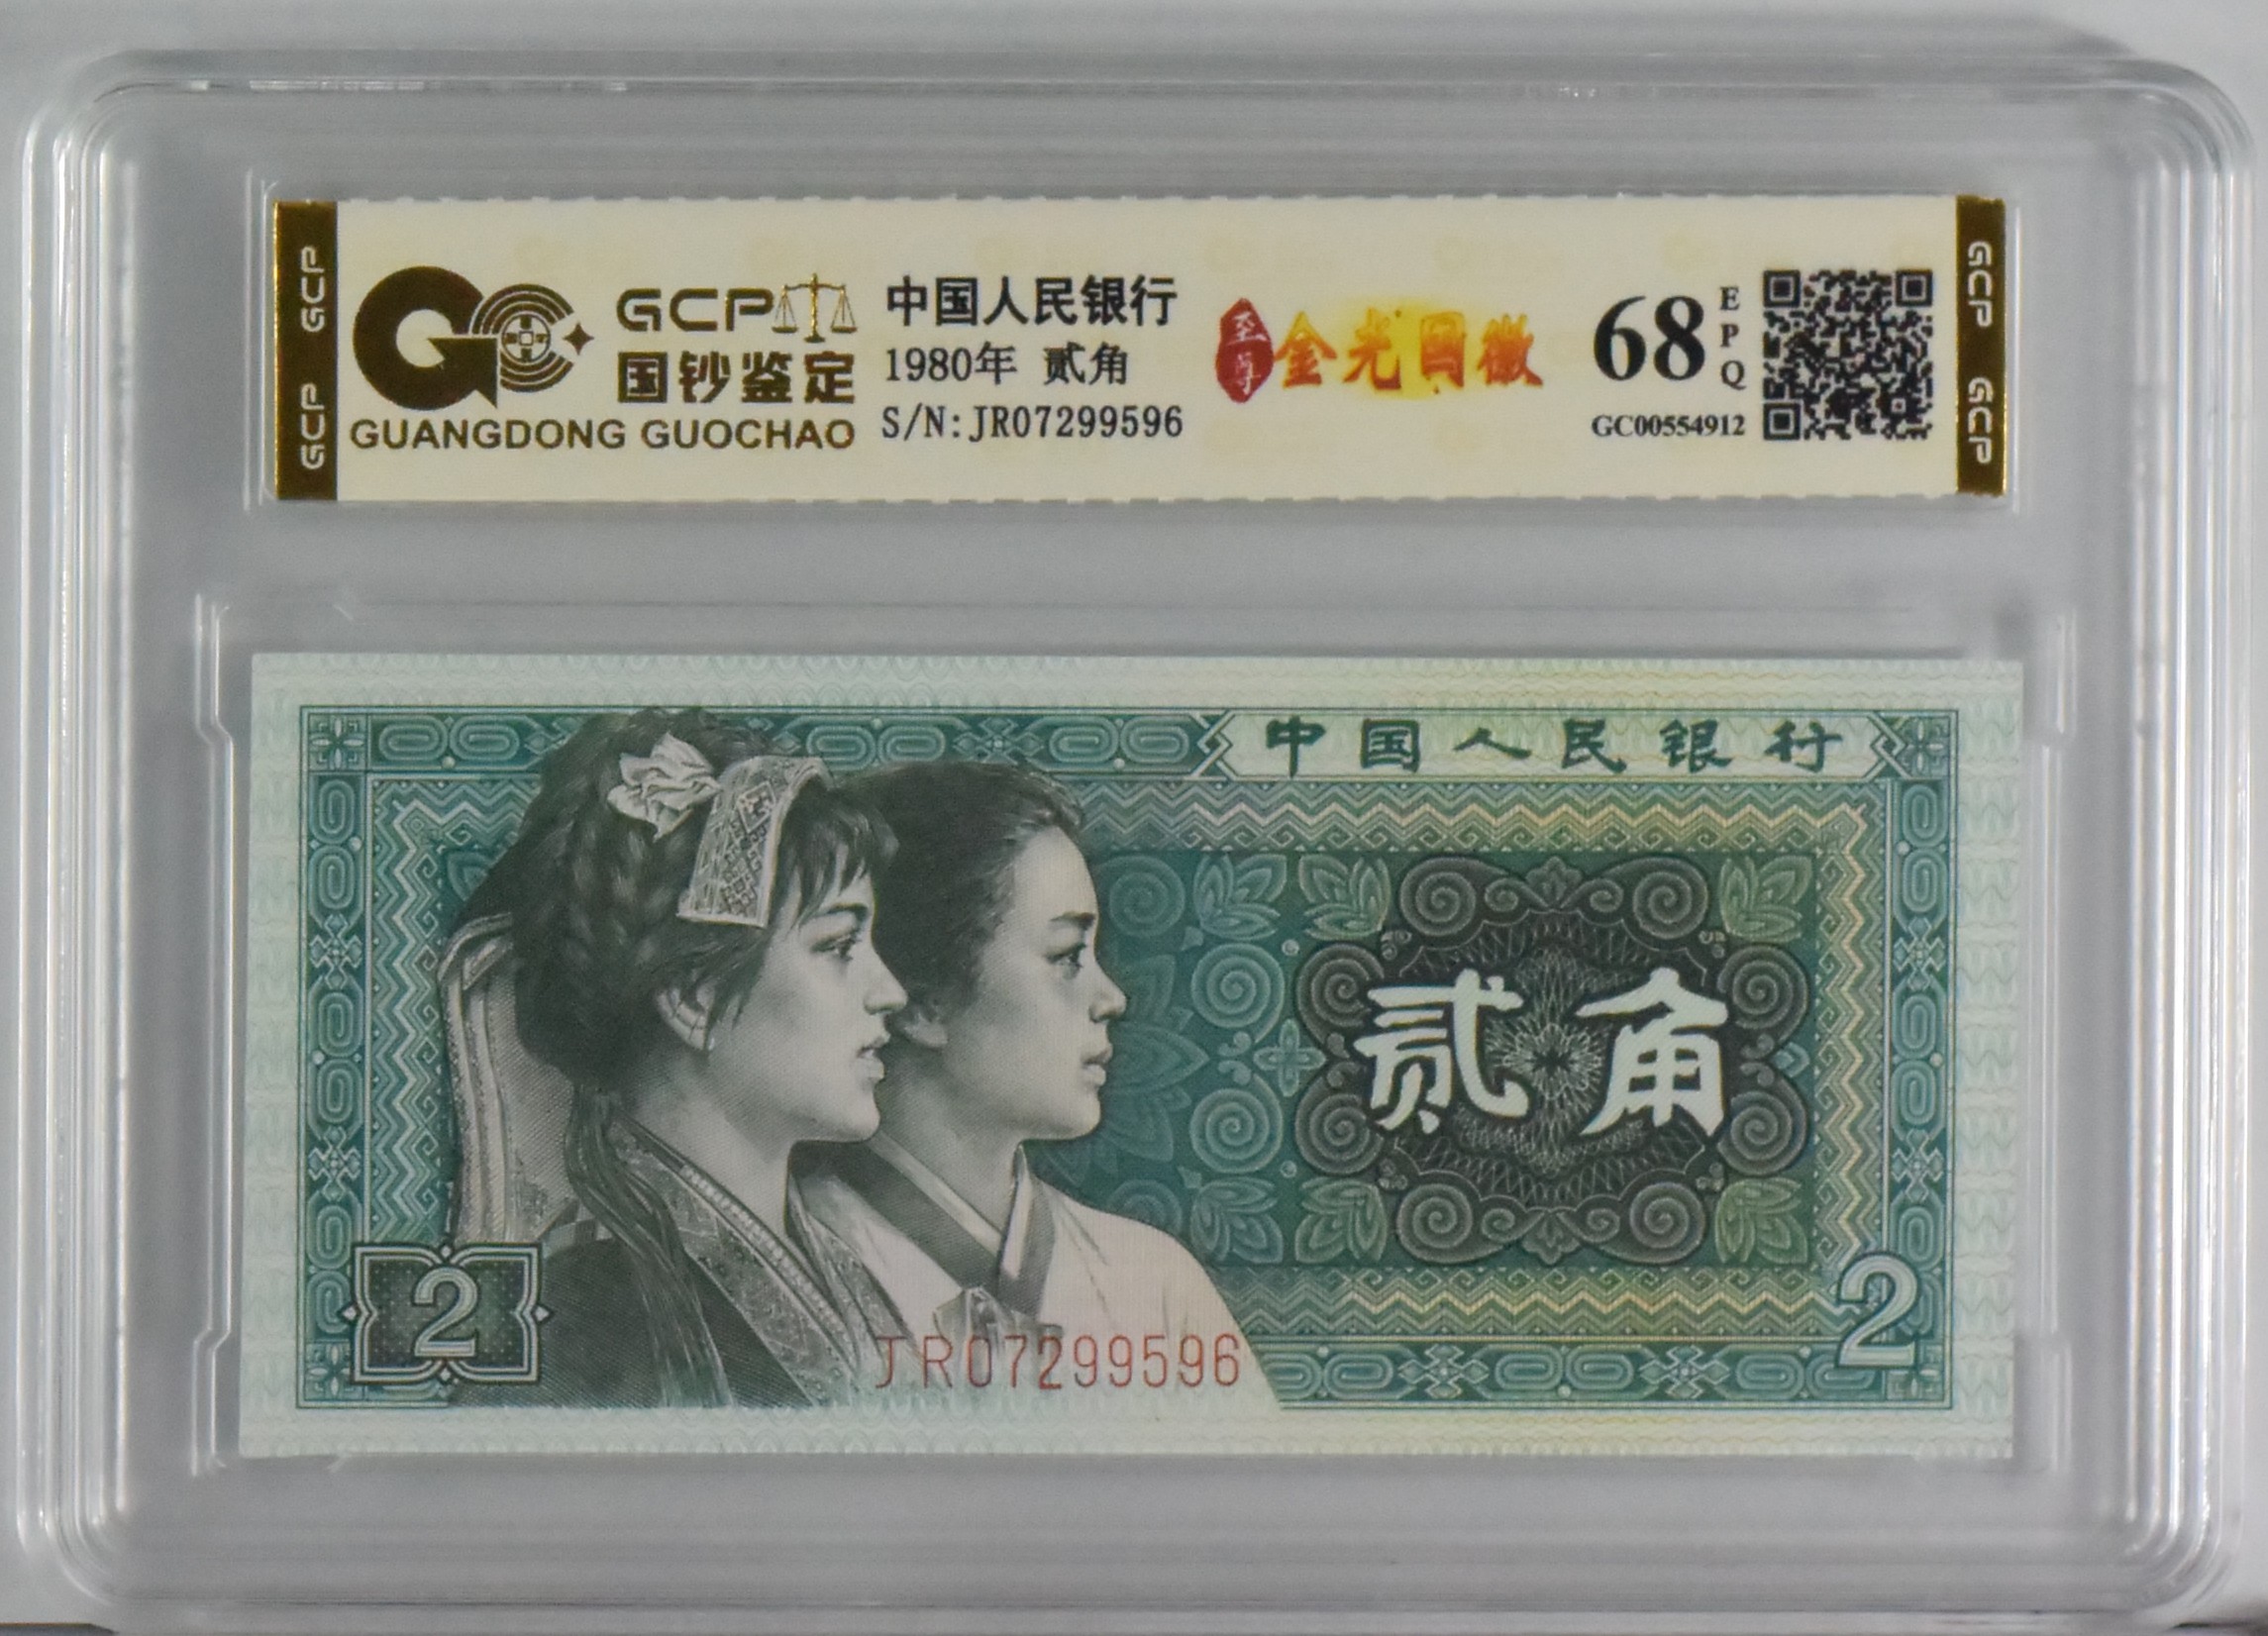 GCP GCP
GCP
国钞鉴定
GUANGDONG GUOCHAO
中国人民银行
1980年 贰角
S/N:JR07299596
至尊
金光国徽
68 EPQ
GC00554912
GCP GCP
中国人民银行
贰角
2
JR07299596
2